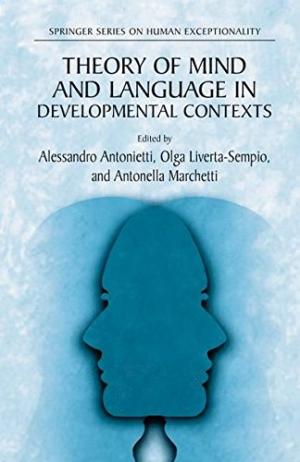 SPRINGER SERIES ON HUMAN EXCEPTIONALITY
THEORY OF MIND
AND LANGUAGE IN
DEVELOPMENTAL CONTEXTS
Edited by
Alessandro Antonietti, Olga Liverta-Sempio,
and Antonella Marchetti